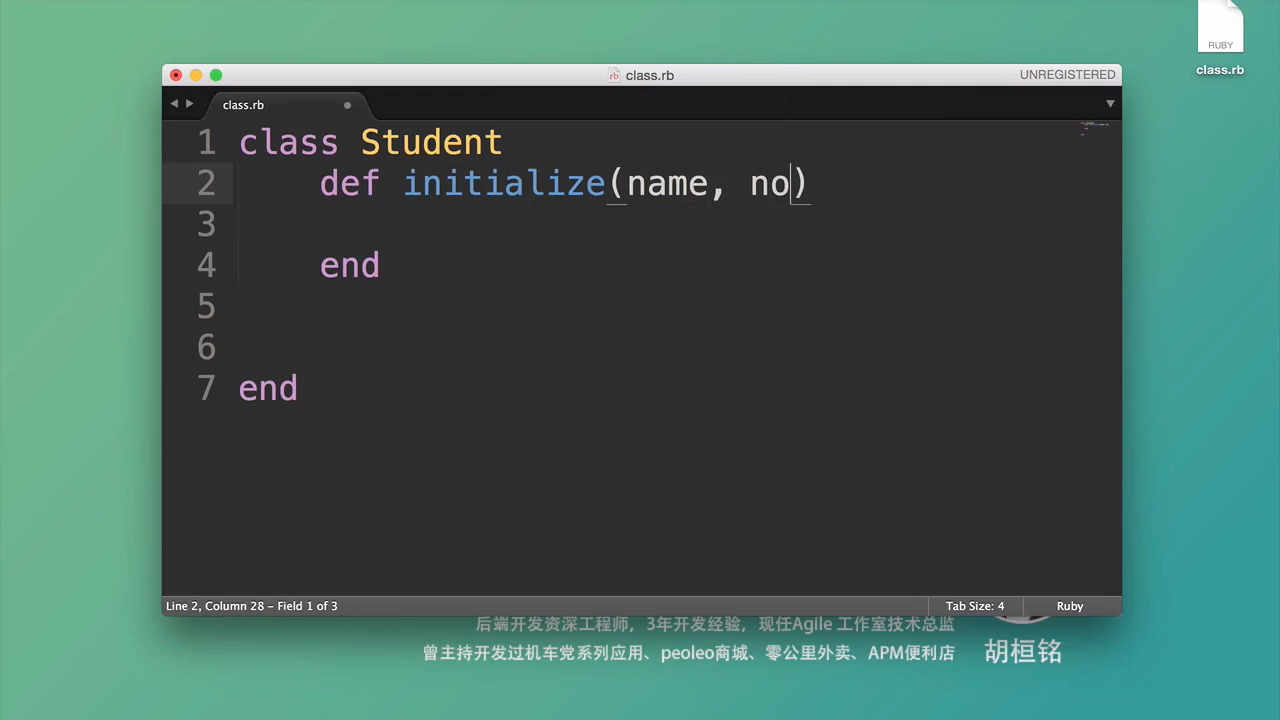 RUBY
class.rb
class.rb
UNREGISTERED
class.rb
1 class Student
2     def initialize(name, no)
3
4     end
5
6
7 end
Line 2, Column 28 – Field 1 of 3
Tab Size: 4
Ruby
后端开发资深工程师，3年开发经验，现任Agile 工作室技术总监
曾主持开发过机车党系列应用、peoleo商城、零公里外卖、APM便利店
胡桓铭